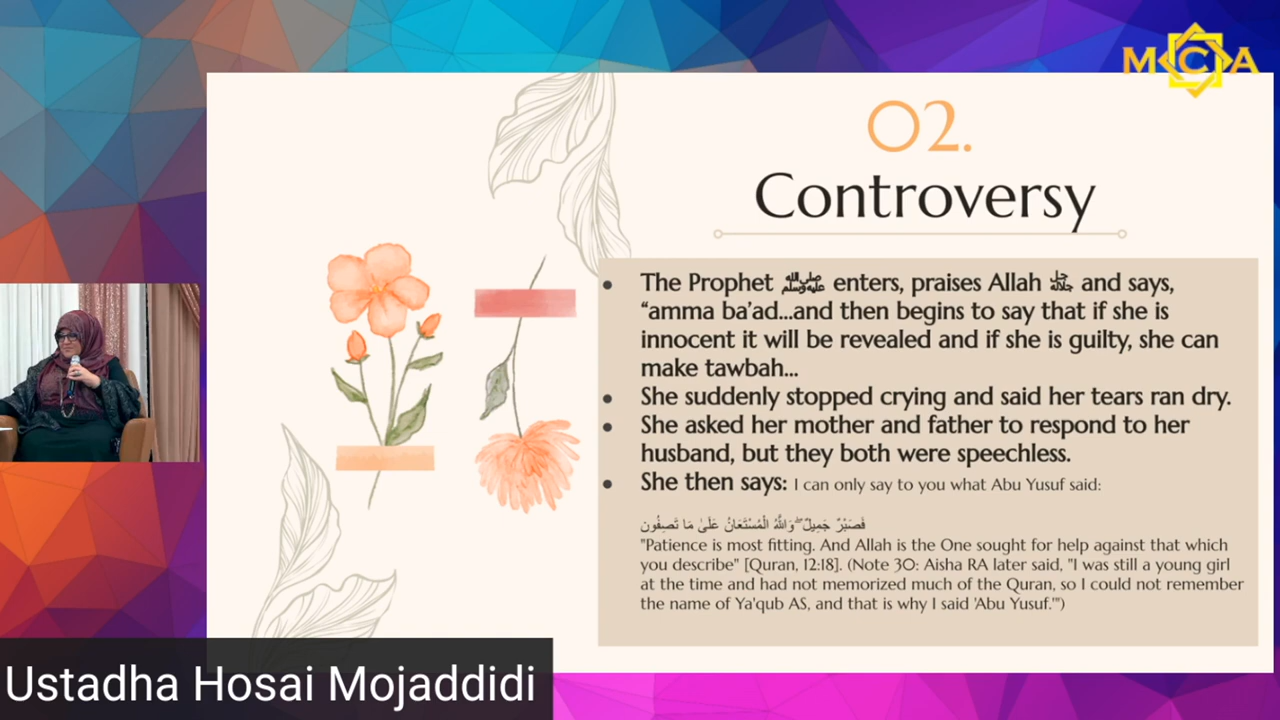 MCA
02.
Controversy
• The Prophet ﷺ enters, praises Allah ﷻ and says,
“amma ba’ad...and then begins to say that if she is
innocent it will be revealed and if she is guilty, she can
make tawbah...
• She suddenly stopped crying and said her tears ran dry.
• She asked her mother and father to respond to her
husband, but they both were speechless.
• She then says: I can only say to you what Abu Yusuf said:
فَصَبْرٌ جَمِيلٌ ۖ وَاللَّهُ الْمُسْتَعَانُ عَلَىٰ مَا تَصِفُونَ
"Patience is most fitting. And Allah is the One sought for help against that which
you describe" [Quran, 12:18]. (Note 30: Aisha RA later said, "I was still a young girl
at the time and had not memorized much of the Quran, so I could not remember
the name of Ya'qub AS, and that is why I said 'Abu Yusuf.'")
Ustadha Hosai Mojaddidi